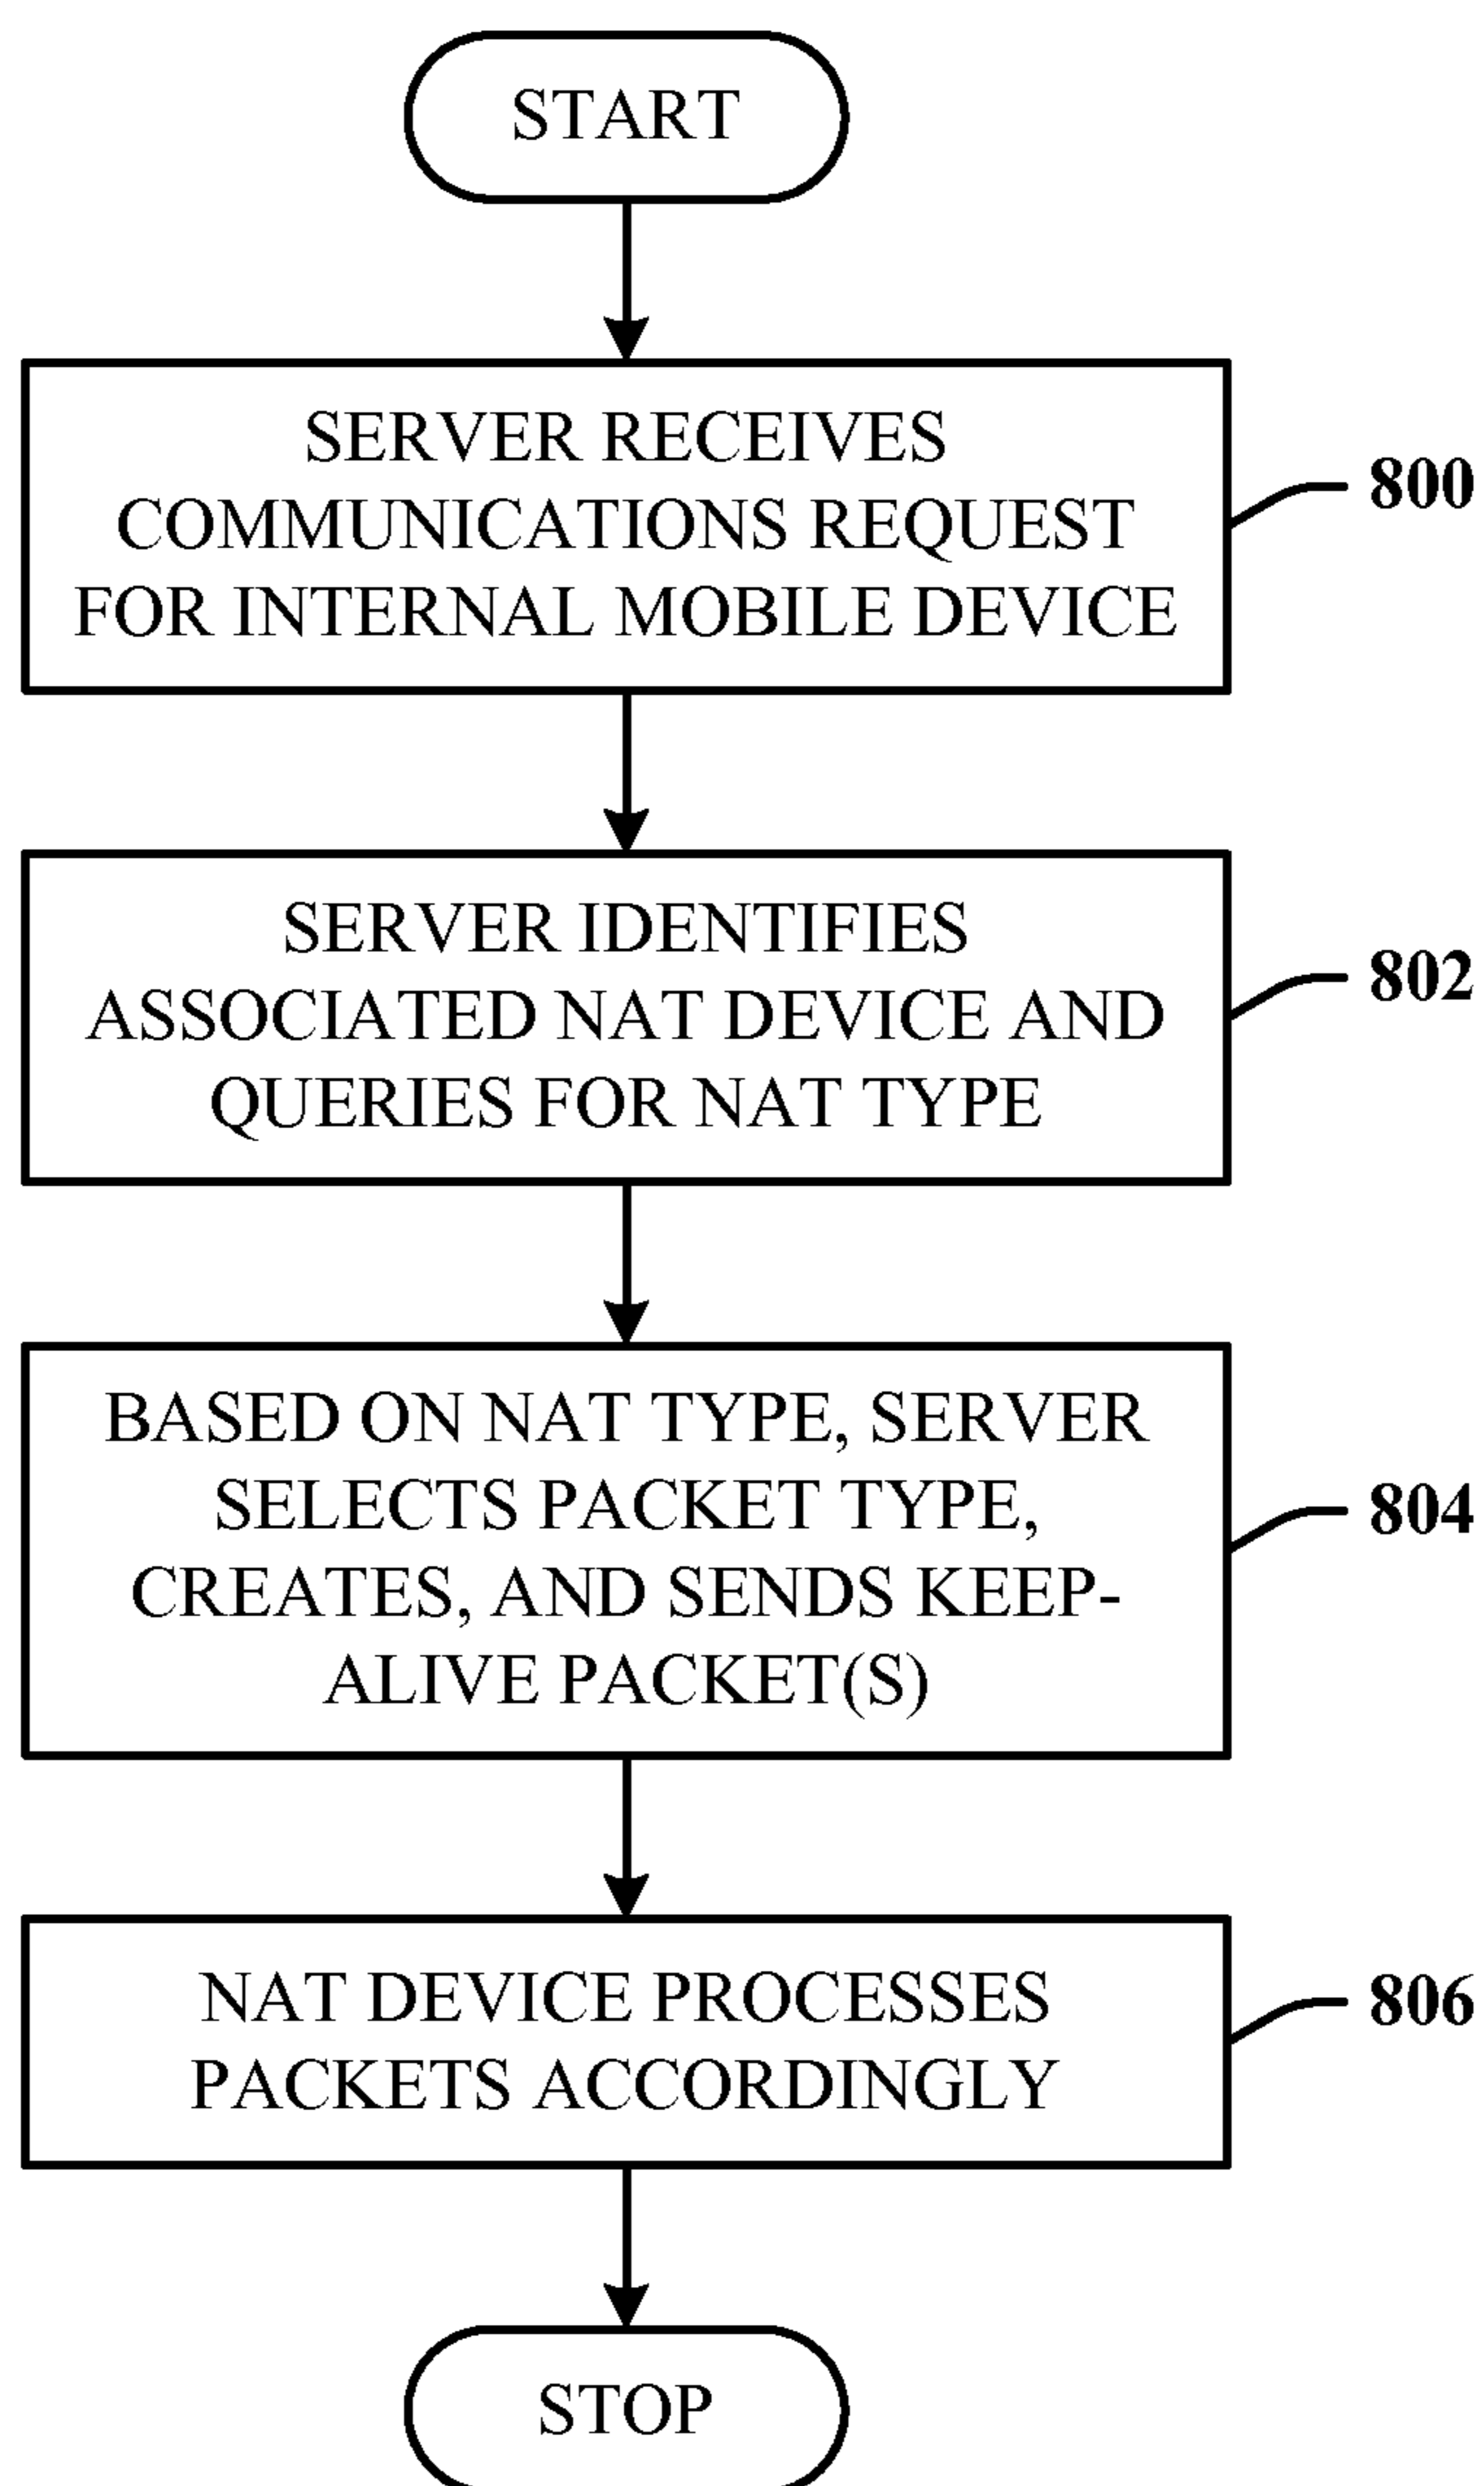 START
SERVER RECEIVES
COMMUNICATIONS REQUEST
FOR INTERNAL MOBILE DEVICE
800
SERVER IDENTIFIES
ASSOCIATED NAT DEVICE AND
QUERIES FOR NAT TYPE
802
BASED ON NAT TYPE, SERVER
SELECTS PACKET TYPE,
CREATES, AND SENDS KEEP-
ALIVE PACKET(S)
804
NAT DEVICE PROCESSES
PACKETS ACCORDINGLY
806
STOP